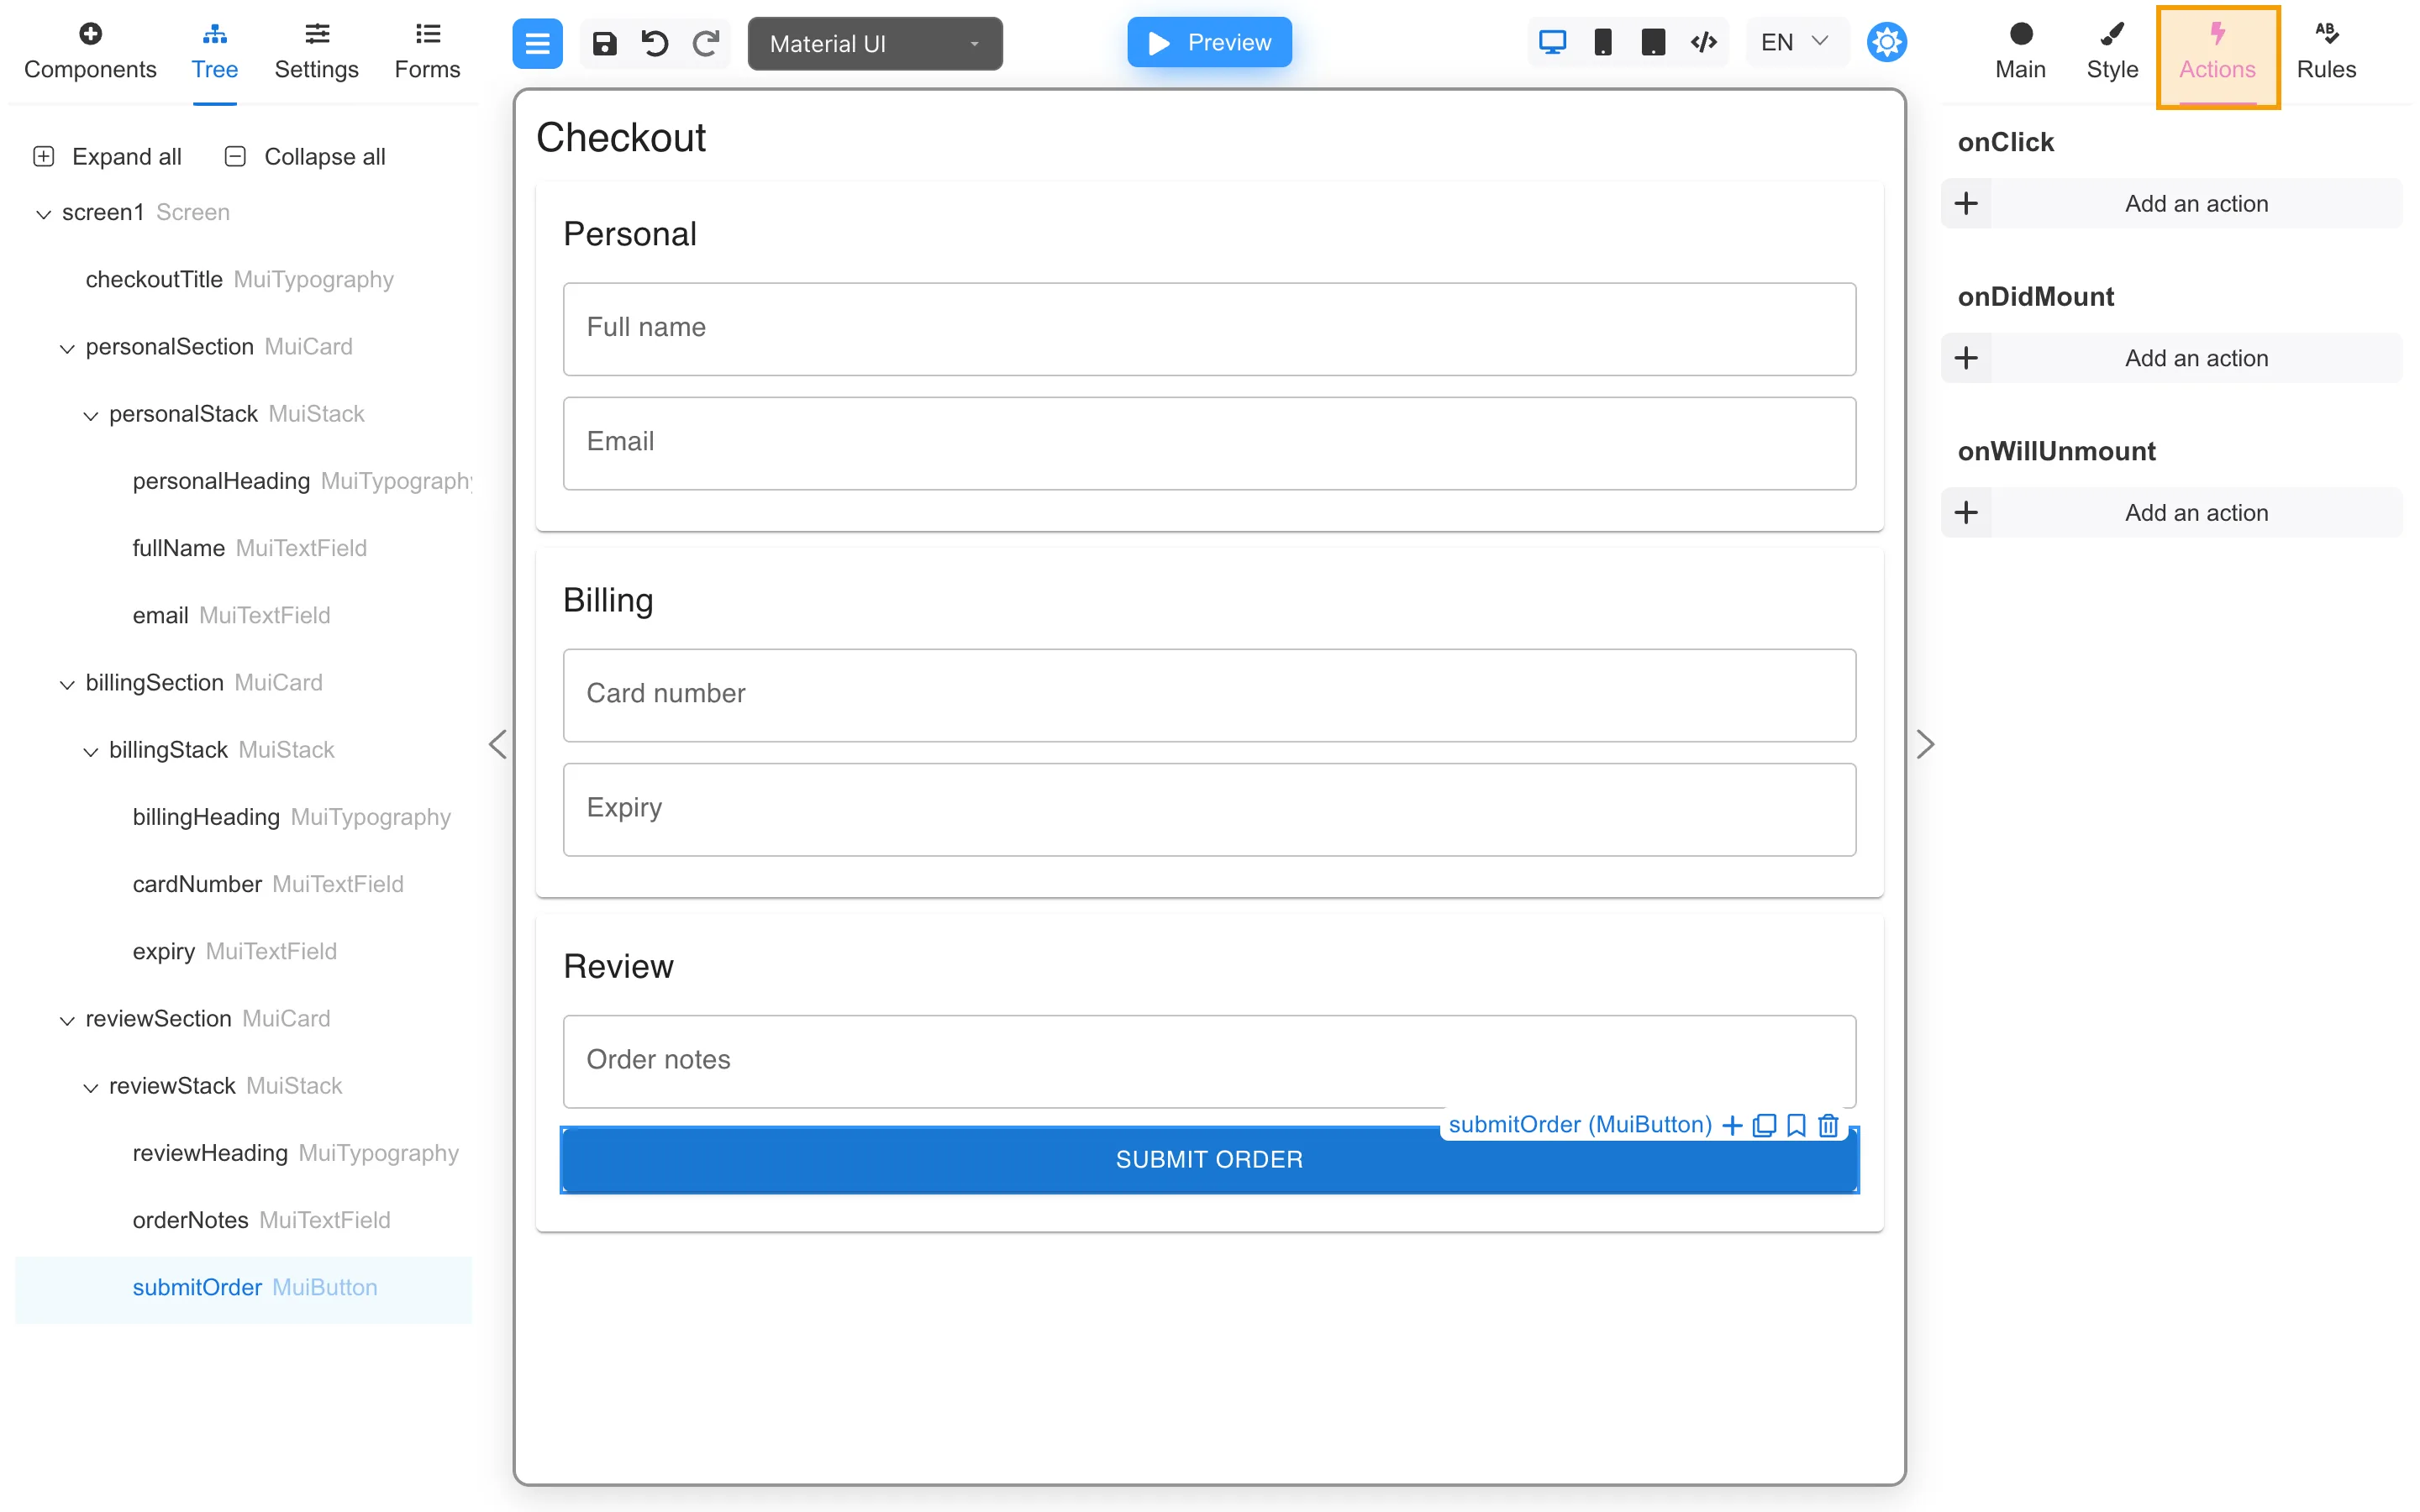 Components
Tree
Settings
Forms
Material UI
Preview
EN
Main
Style
Actions
AB
Rules
Expand all
Collapse all
screen1 Screen
checkoutTitle MuiTypography
personalSection MuiCard
personalStack MuiStack
personalHeading MuiTypography
fullName MuiTextField
email MuiTextField
billingSection MuiCard
billingStack MuiStack
billingHeading MuiTypography
cardNumber MuiTextField
expiry MuiTextField
reviewSection MuiCard
reviewStack MuiStack
reviewHeading MuiTypography
orderNotes MuiTextField
submitOrder MuiButton
Checkout
Personal
Full name
Email
Billing
Card number
Expiry
Review
Order notes
submitOrder (MuiButton)
SUBMIT ORDER
onClick
Add an action
onDidMount
Add an action
onWillUnmount
Add an action